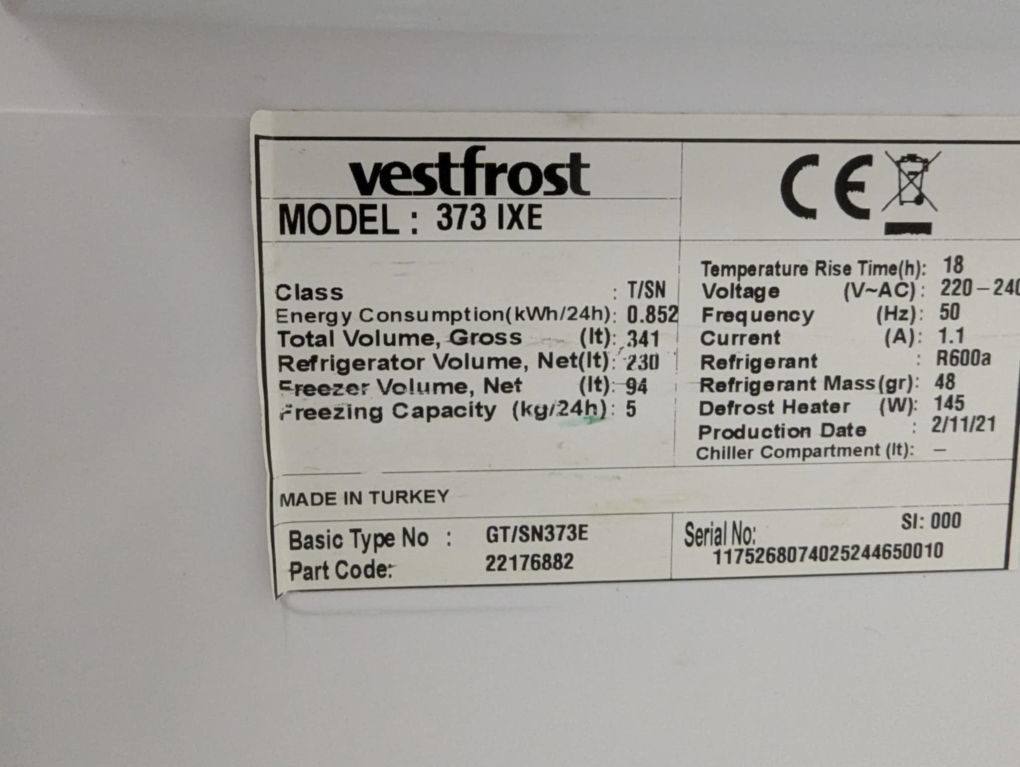 vestfrost
MODEL : 373 IXE
CE
Class : T/SN
Energy Consumption(kWh/24h): 0.852
Total Volume, Gross (lt): 341
Refrigerator Volume, Net(lt): 230
Freezer Volume, Net (lt): 94
Freezing Capacity (kg/24h): 5
Temperature Rise Time(h): 18
Voltage (V~AC): 220-240
Frequency (Hz): 50
Current (A): 1.1
Refrigerant : R600a
Refrigerant Mass(gr): 48
Defrost Heater (W): 145
Production Date : 2/11/21
Chiller Compartment (lt): –
MADE IN TURKEY
Basic Type No : GT/SN373E
Part Code: 22176882
SI: 000
Serial No:
1175268074025244650010